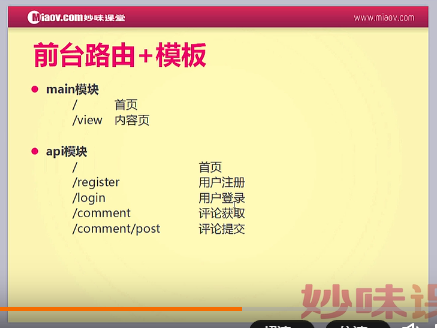 Miaov.com妙味课堂
www.miaov.com
前台路由+模板
main模块
/ 首页
/view 内容页
api模块
/ 首页
/register 用户注册
/login 用户登录
/comment 评论获取
/comment/post 评论提交
妙味课